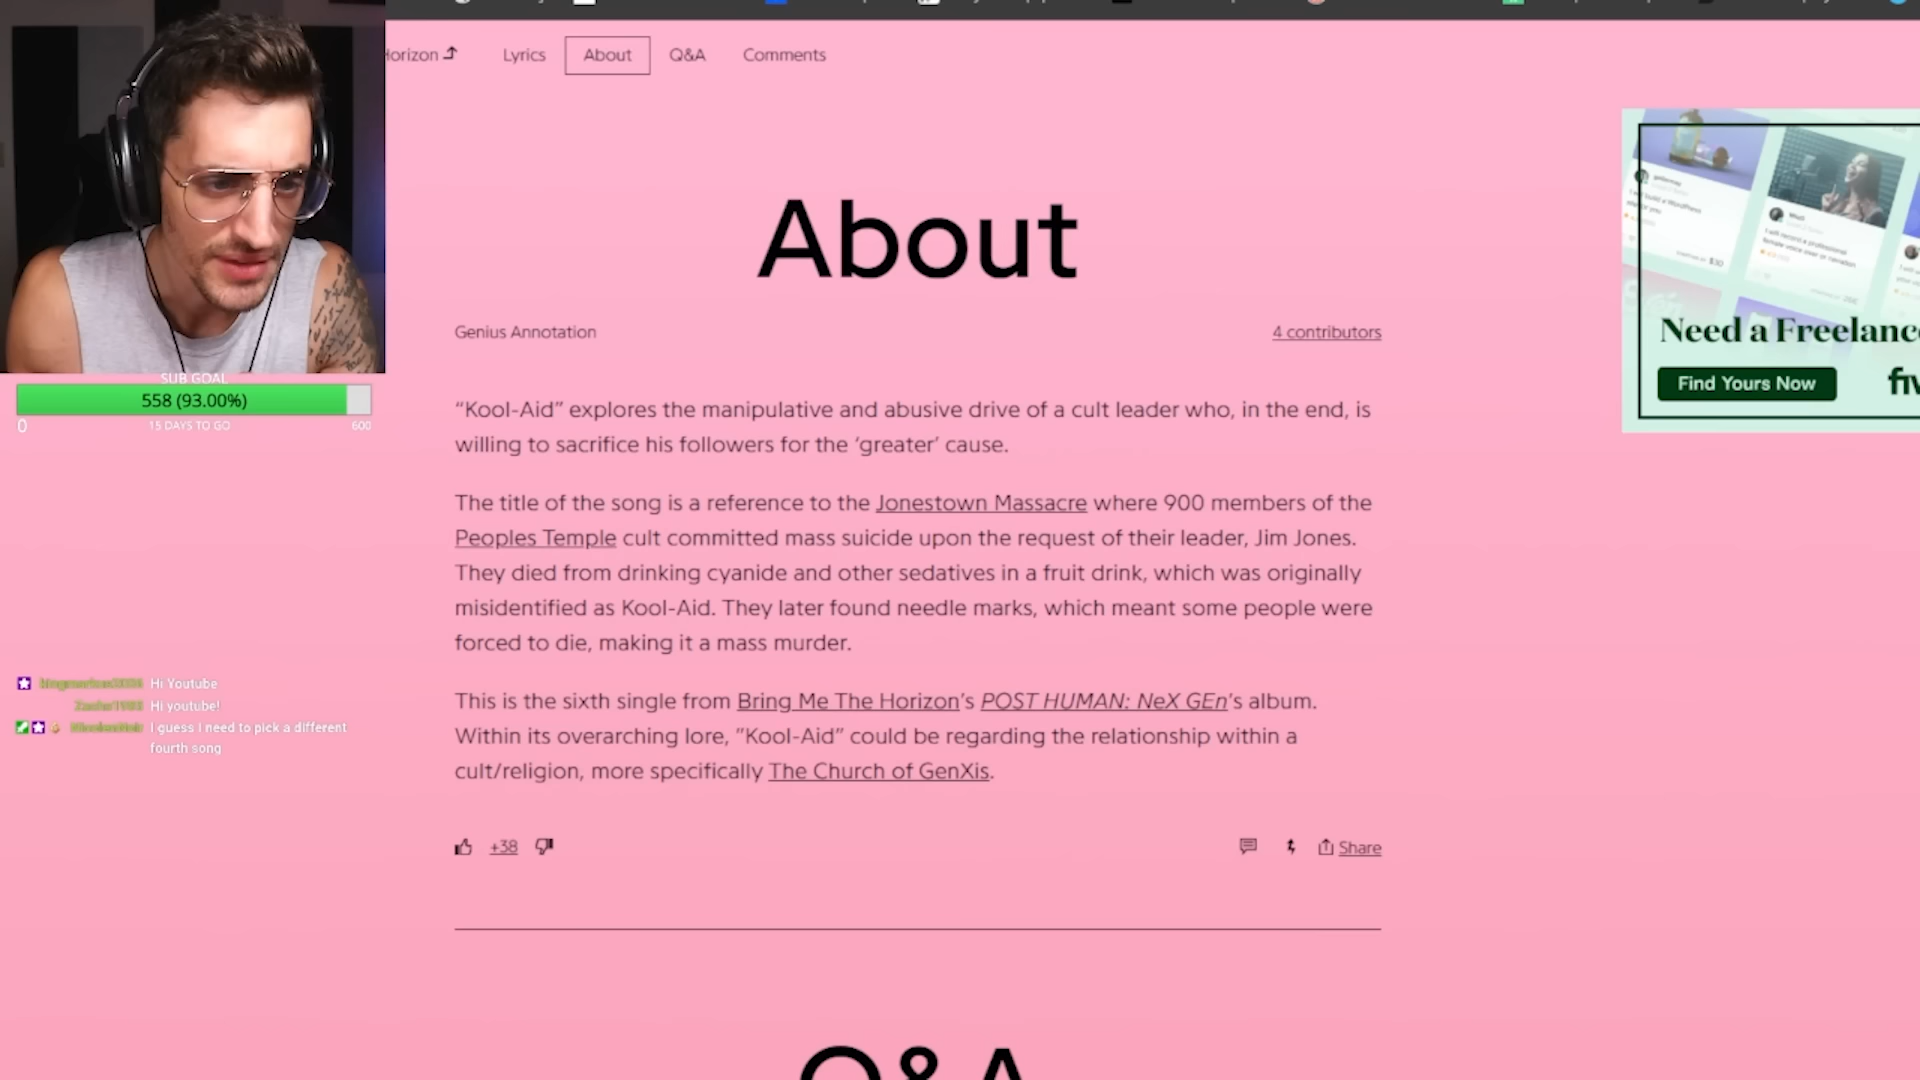 Horizon
Lyrics
About
Q&A
Comments
About
Genius Annotation
4 contributors
“Kool-Aid” explores the manipulative and abusive drive of a cult leader who, in the end, is
willing to sacrifice his followers for the ‘greater’ cause.
The title of the song is a reference to the Jonestown Massacre where 900 members of the
Peoples Temple cult committed mass suicide upon the request of their leader, Jim Jones.
They died from drinking cyanide and other sedatives in a fruit drink, which was originally
misidentified as Kool-Aid. They later found needle marks, which meant some people were
forced to die, making it a mass murder.
This is the sixth single from Bring Me The Horizon’s POST HUMAN: NeX GEn’s album.
Within its overarching lore, “Kool-Aid” could be regarding the relationship within a
cult/religion, more specifically The Church of GenXis.
+38
Share
Q&A
SUB GOAL
558 (93.00%)
0
15 DAYS TO GO
600
Hi Youtube
Hi youtube!
I guess I need to pick a different
fourth song
Need a Freelance
Find Yours Now
fiv